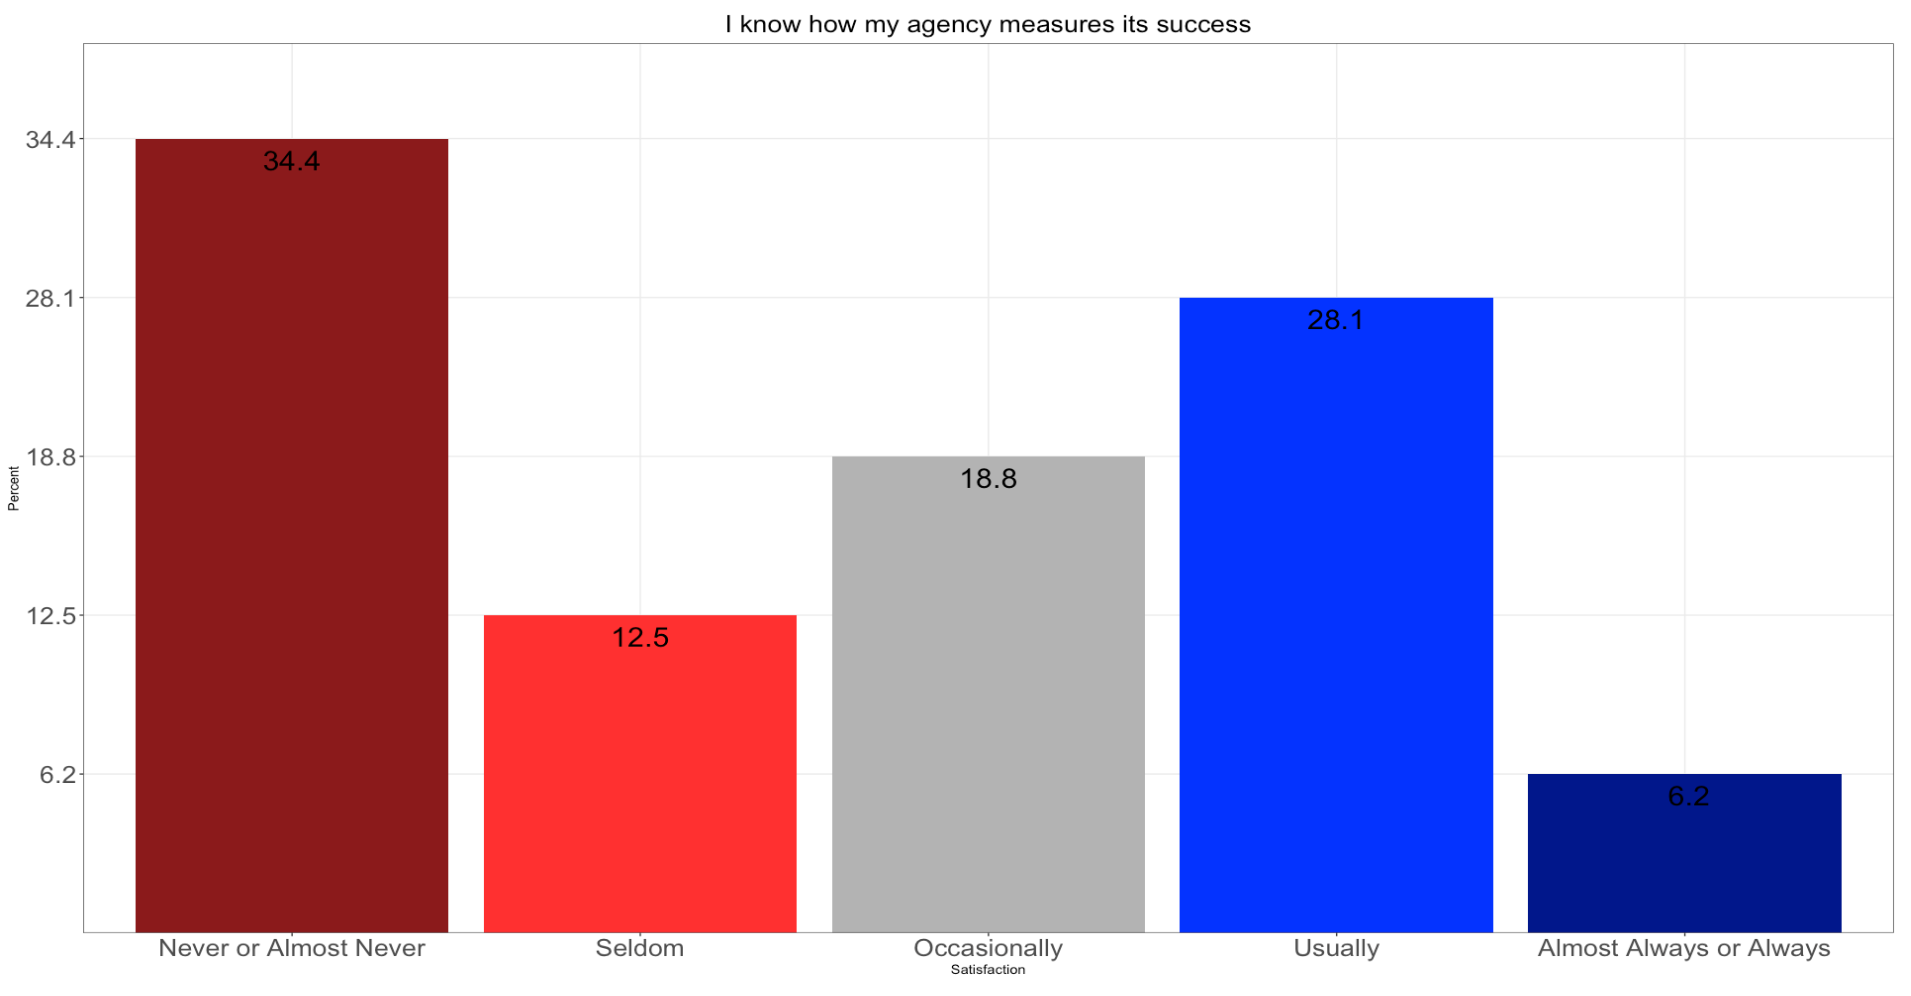 I know how my agency measures its success
34.4
28.1
18.8
12.5
6.2
Percent
34.4
12.5
18.8
28.1
6.2
Never or Almost Never
Seldom
Occasionally
Usually
Almost Always or Always
Satisfaction